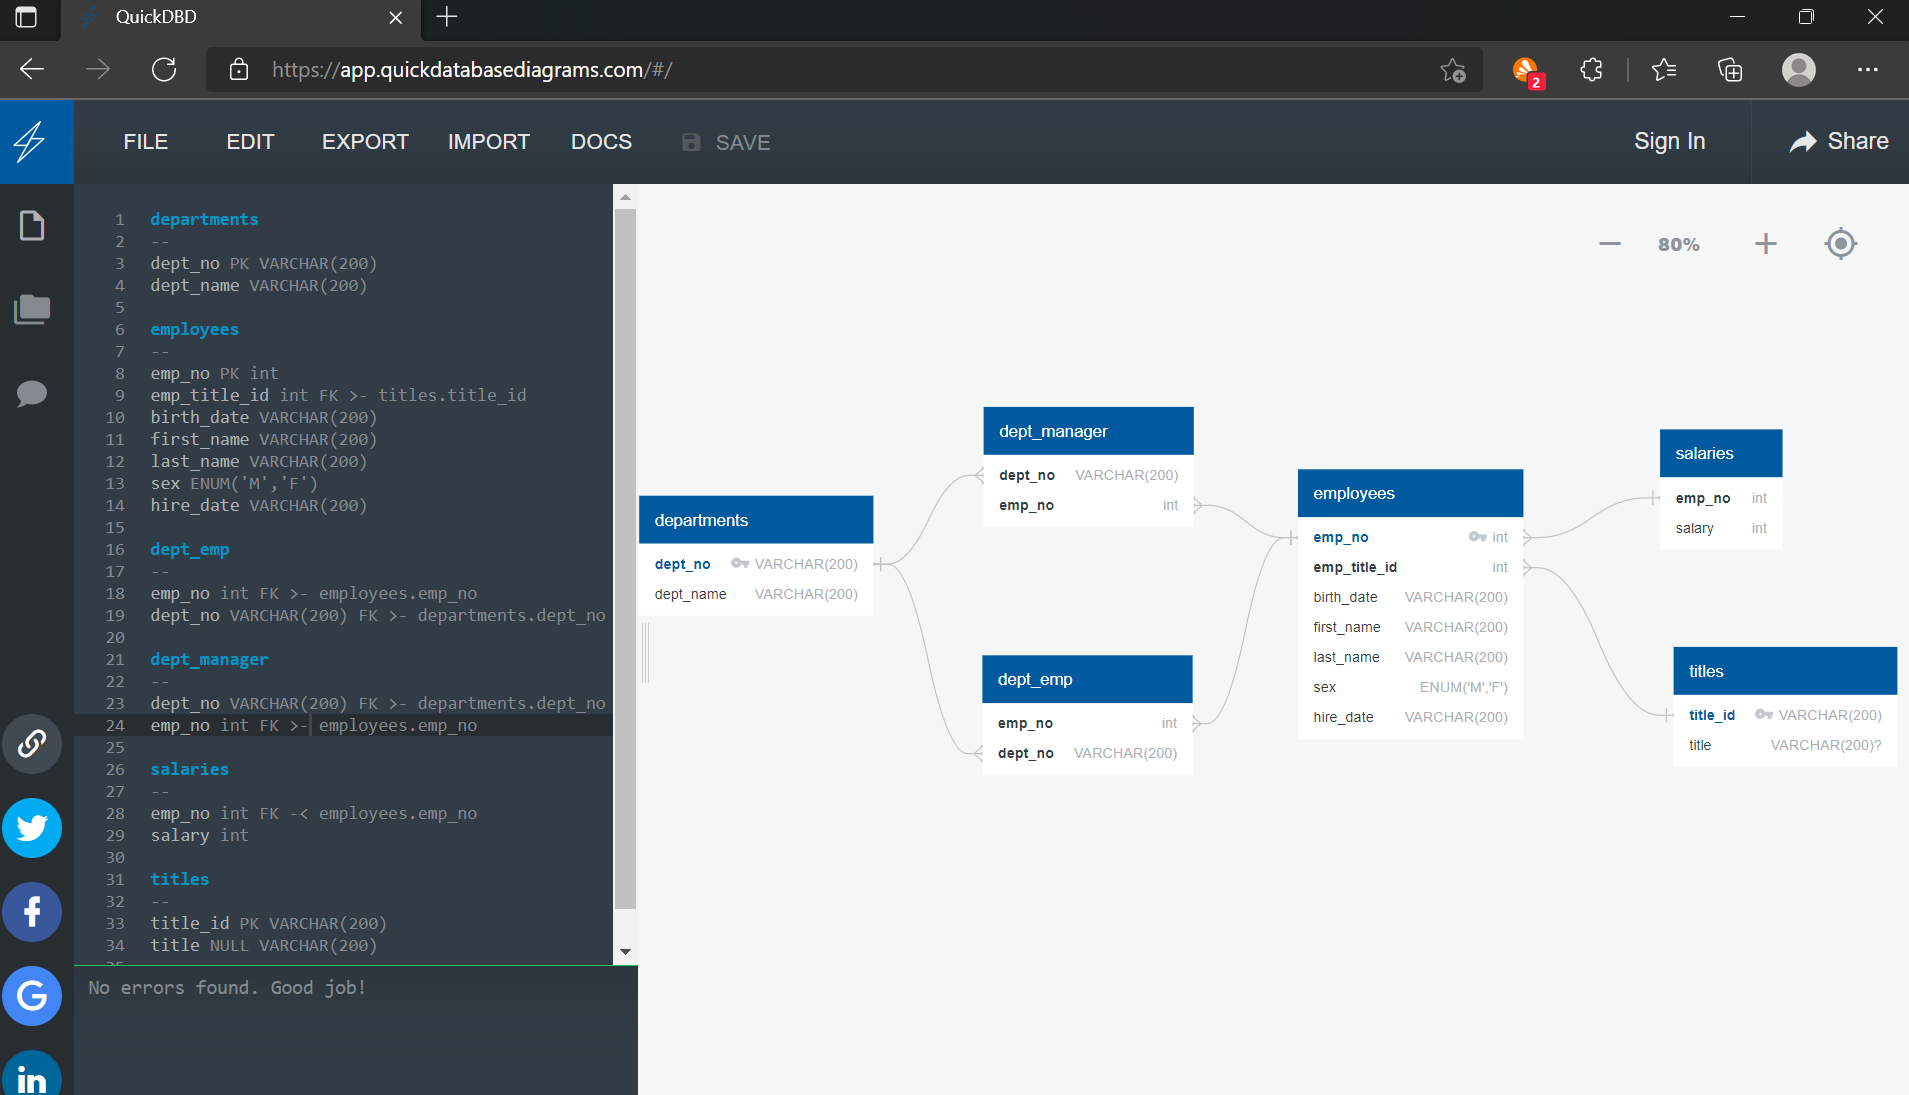 QuickDBD
https://app.quickdatabasediagrams.com/#/
2
FILE EDIT EXPORT IMPORT DOCS SAVE Sign In Share
1 departments
2 --
3 dept_no PK VARCHAR(200)
4 dept_name VARCHAR(200)
5
6 employees
7 --
8 emp_no PK int
9 emp_title_id int FK >- titles.title_id
10 birth_date VARCHAR(200)
11 first_name VARCHAR(200)
12 last_name VARCHAR(200)
13 sex ENUM('M','F')
14 hire_date VARCHAR(200)
15
16 dept_emp
17 --
18 emp_no int FK >- employees.emp_no
19 dept_no VARCHAR(200) FK >- departments.dept_no
20
21 dept_manager
22 --
23 dept_no VARCHAR(200) FK >- departments.dept_no
24 emp_no int FK >- employees.emp_no
25
26 salaries
27 --
28 emp_no int FK -< employees.emp_no
29 salary int
30
31 titles
32 --
33 title_id PK VARCHAR(200)
34 title NULL VARCHAR(200)
No errors found. Good job!
80%
departments
dept_no VARCHAR(200)
dept_name VARCHAR(200)
dept_manager
dept_no VARCHAR(200)
emp_no int
dept_emp
emp_no int
dept_no VARCHAR(200)
employees
emp_no int
emp_title_id int
birth_date VARCHAR(200)
first_name VARCHAR(200)
last_name VARCHAR(200)
sex ENUM('M','F')
hire_date VARCHAR(200)
salaries
emp_no int
salary int
titles
title_id VARCHAR(200)
title VARCHAR(200)?